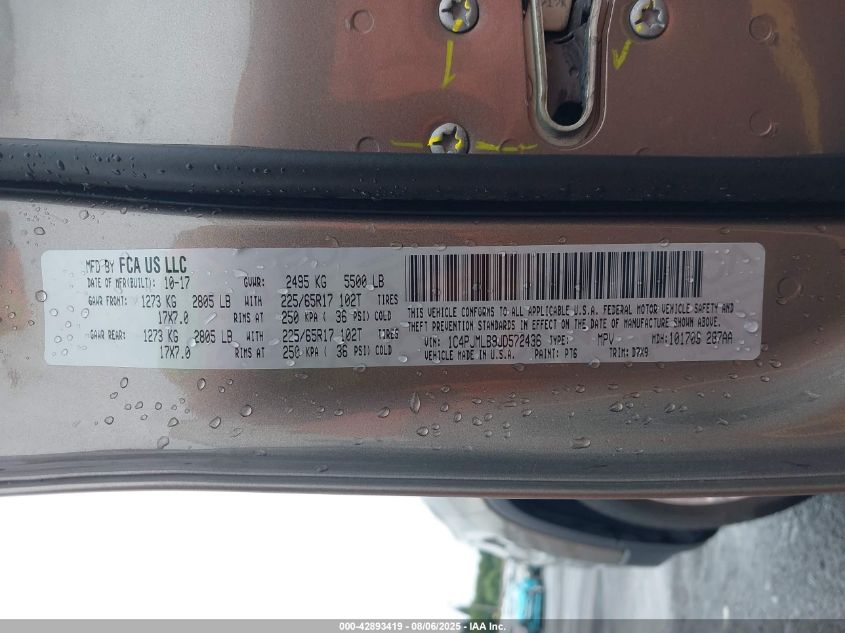 MFD BY FCA US LLC
DATE OF MFR(BUILT): 10-17 GVWR: 2495 KG 5500 LB
GAWR FRONT: 1273 KG 2805 LB WITH 225/65R17 102T TIRES
17X7.0 RIMS AT 250 KPA ( 36 PSI) COLD
GAWR REAR: 1273 KG 2805 LB WITH 225/65R17 102T TIRES
17X7.0 RIMS AT 250 KPA ( 36 PSI) COLD
THIS VEHICLE CONFORMS TO ALL APPLICABLE U.S.A. FEDERAL MOTOR VEHICLE SAFETY AND
THEFT PREVENTION STANDARDS IN EFFECT ON THE DATE OF MANUFACTURE SHOWN ABOVE.
VIN: 1C4PJMLB9JD572436 TYPE: MPV MDH:101706 287AA
VEHICLE MADE IN U.S.A. PAINT: PT6 TRIM: D7X9
000-42893419 - 08/06/2025 - IAA Inc.